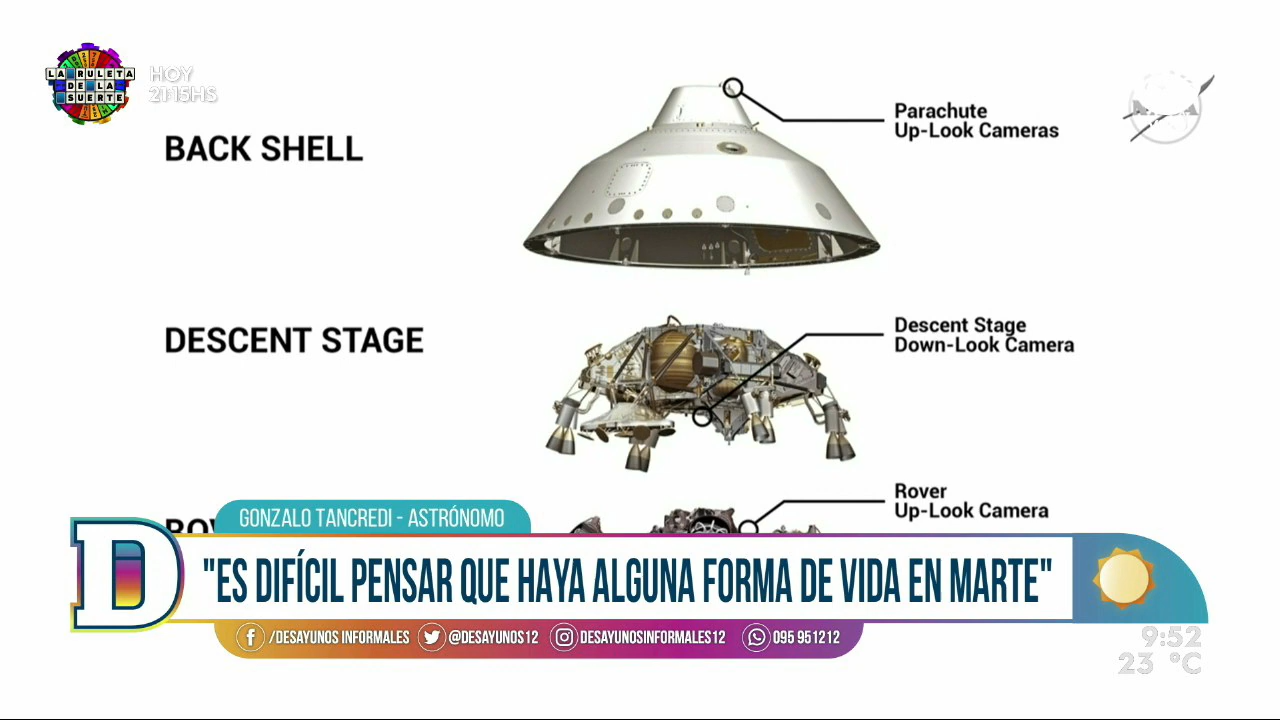 LA RULETA
DE LA
SUERTE
HOY
21:15HS
BACK SHELL
Parachute
Up-Look Cameras
DESCENT STAGE
Descent Stage
Down-Look Camera
Rover
Up-Look Camera
GONZALO TANCREDI - ASTRÓNOMO
D
"ES DIFÍCIL PENSAR QUE HAYA ALGUNA FORMA DE VIDA EN MARTE"
/DESAYUNOS INFORMALES @DESAYUNOS12 DESAYUNOSINFORMALES12 095 951212
9:52
23 °C